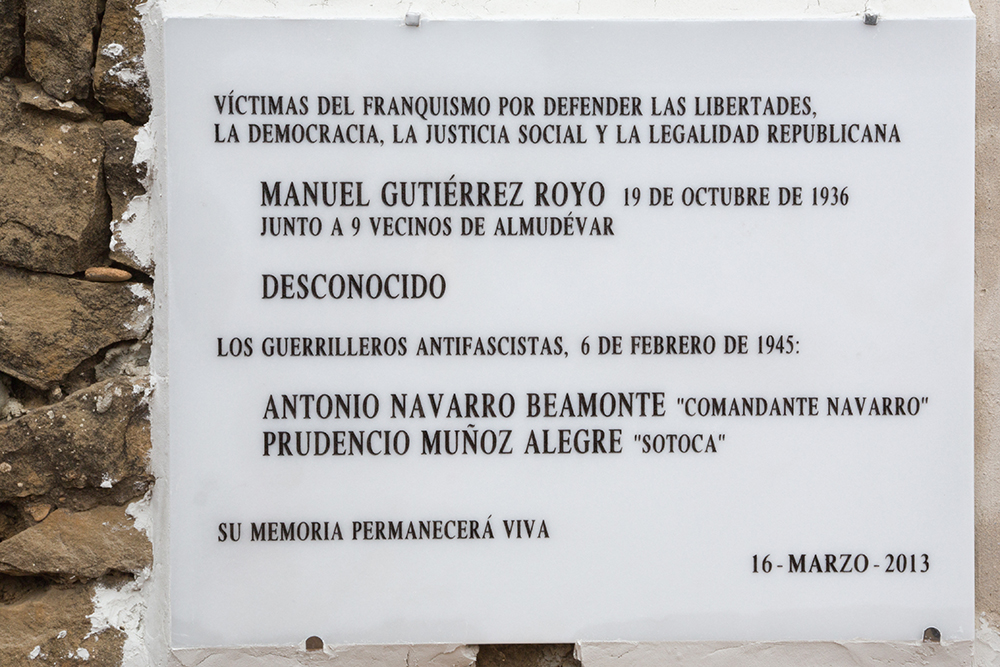 VÍCTIMAS DEL FRANQUISMO POR DEFENDER LAS LIBERTADES,
LA DEMOCRACIA, LA JUSTICIA SOCIAL Y LA LEGALIDAD REPUBLICANA
MANUEL GUTIÉRREZ ROYO 19 DE OCTUBRE DE 1936
JUNTO A 9 VECINOS DE ALMUDÉVAR
DESCONOCIDO
LOS GUERRILLEROS ANTIFASCISTAS, 6 DE FEBRERO DE 1945:
ANTONIO NAVARRO BEAMONTE "COMANDANTE NAVARRO"
PRUDENCIO MUÑOZ ALEGRE "SOTOCA"
SU MEMORIA PERMANECERÁ VIVA
16 - MARZO - 2013